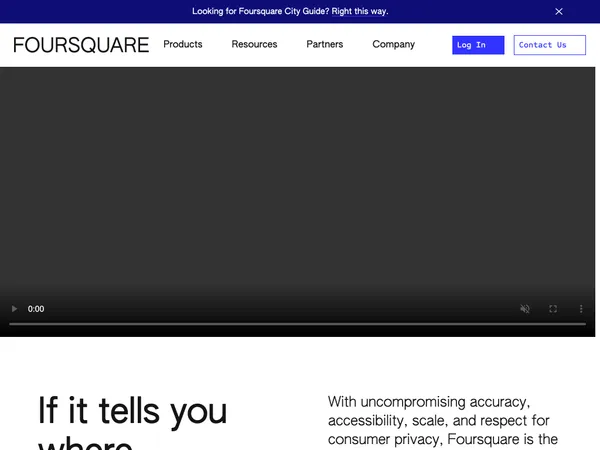 Looking for Foursquare City Guide? Right this way.
FOURSQUARE
Products
Resources
Partners
Company
Log In
Contact Us
0:00
If it tells you
where
With uncompromising accuracy,
accessibility, scale, and respect for
consumer privacy, Foursquare is the